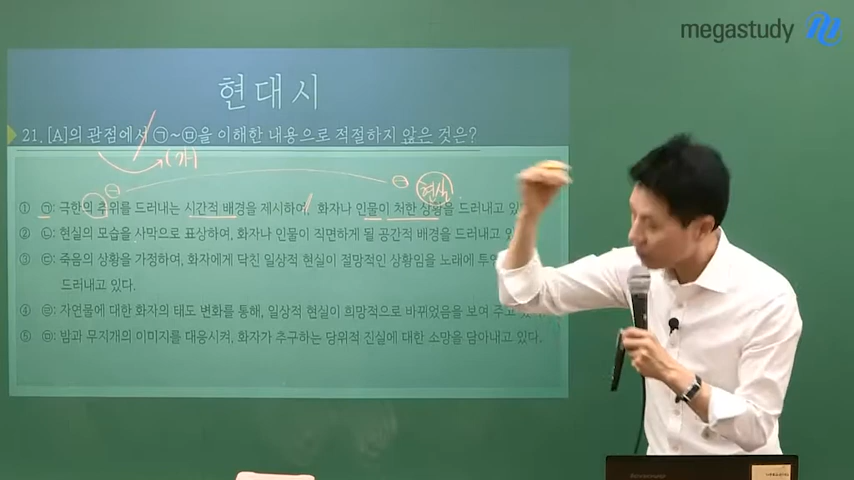 megastudy
현대시
21. [A]의 관점에서 ㉠~㉤을 이해한 내용으로 적절하지 않은 것은?
(가)
⊖ ⊖ 현실
① ㉠: 극한의 추위를 드러내는 시간적 배경을 제시하여, 화자나 인물이 처한 상황을 드러내고 있
② ㉡: 현실의 모습을 사막으로 표상하여, 화자나 인물이 직면하게 될 공간적 배경을 드러내고
③ ㉢: 죽음의 상황을 가정하여, 화자에게 닥친 일상적 현실이 절망적인 상황임을 노래에 투
드러내고 있다.
④ ㉣: 자연물에 대한 화자의 태도 변화를 통해, 일상적 현실이 희망적으로 바뀌었음을 보여 주고
⑤ ㉤: 밤과 무지개의 이미지를 대응시켜, 화자가 추구하는 당위적 진실에 대한 소망을 담아내고 있다.